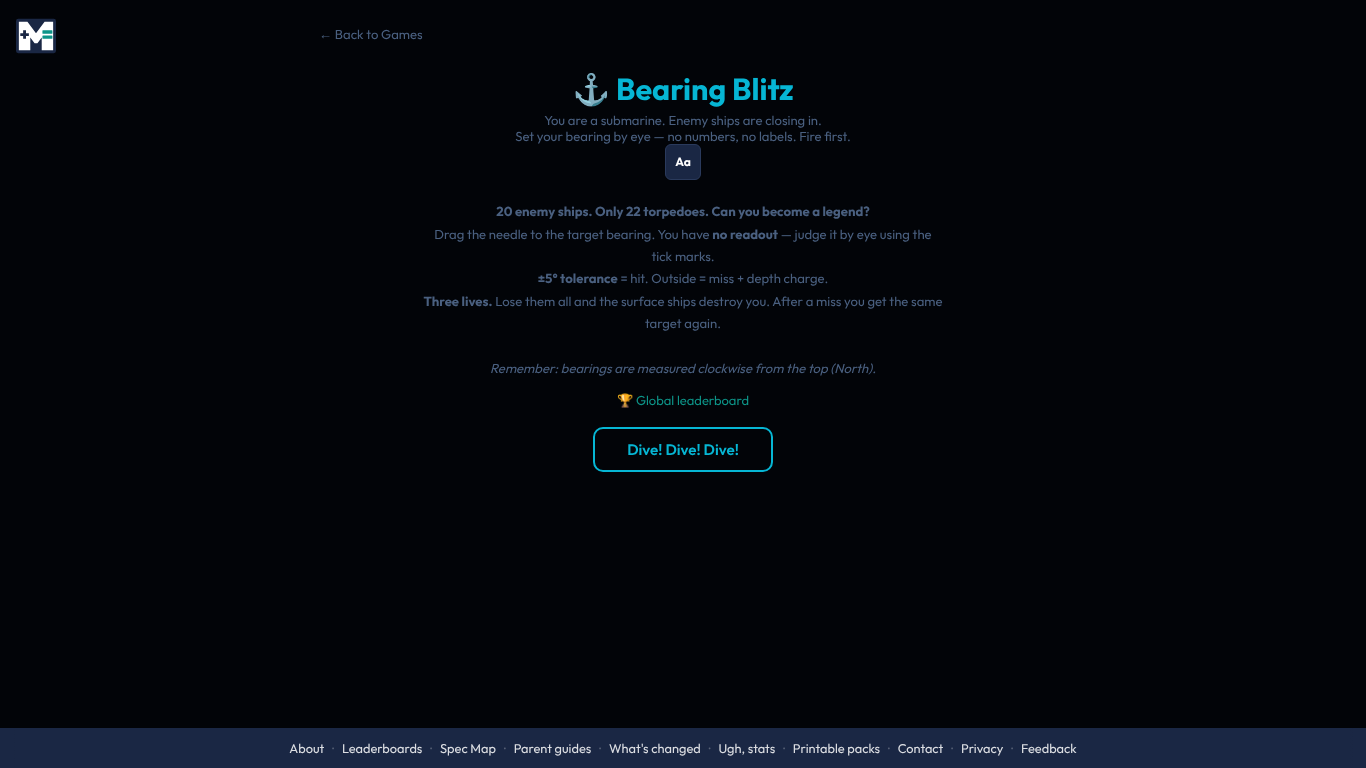 ← Back to Games
⚓ Bearing Blitz
You are a submarine. Enemy ships are closing in.
Set your bearing by eye — no numbers, no labels. Fire first.
Aa
20 enemy ships. Only 22 torpedoes. Can you become a legend?
Drag the needle to the target bearing. You have no readout — judge it by eye using the
tick marks.
±5° tolerance = hit. Outside = miss + depth charge.
Three lives. Lose them all and the surface ships destroy you. After a miss you get the same
target again.
Remember: bearings are measured clockwise from the top (North).
🏆 Global leaderboard
Dive! Dive! Dive!
About · Leaderboards · Spec Map · Parent guides · What's changed · Ugh, stats · Printable packs · Contact · Privacy · Feedback